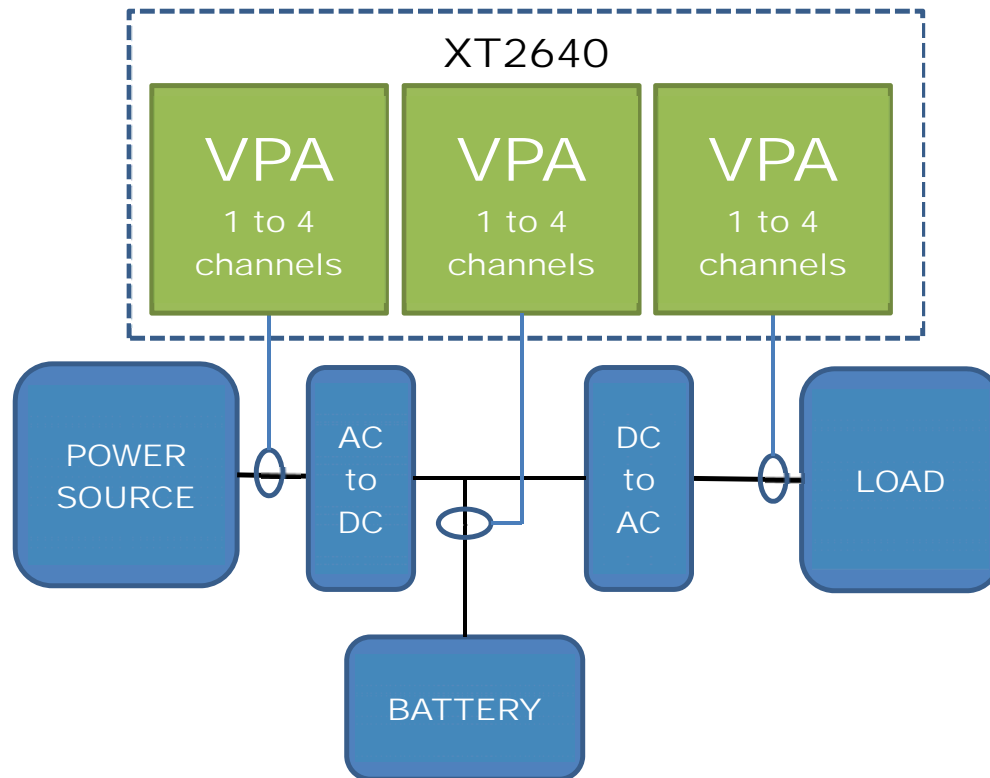 XT2640
VPA
1 to 4
channels
VPA
1 to 4
channels
VPA
1 to 4
channels
POWER
SOURCE
AC
to
DC
DC
to
AC
LOAD
BATTERY